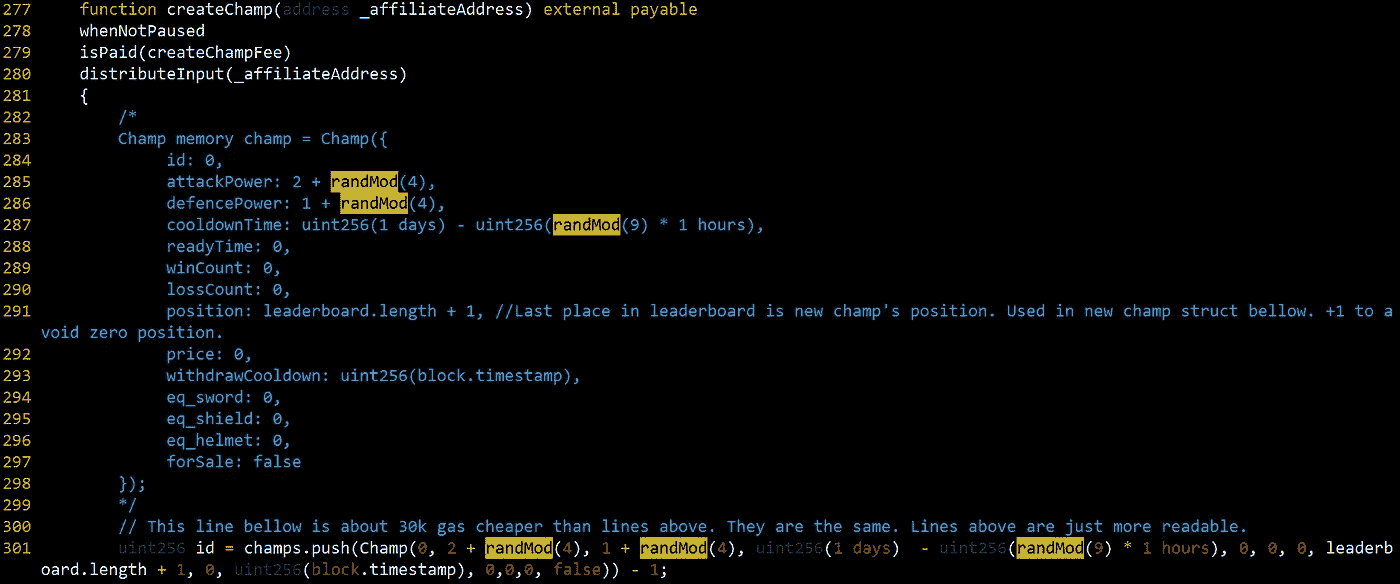 277     function createChamp(address _affiliateAddress) external payable
278     whenNotPaused
279     isPaid(createChampFee)
280     distributeInput(_affiliateAddress)
281     {
282         /*
283         Champ memory champ = Champ({
284              id: 0,
285              attackPower: 2 + randMod(4),
286              defencePower: 1 + randMod(4),
287              cooldownTime: uint256(1 days) - uint256(randMod(9) * 1 hours),
288              readyTime: 0,
289              winCount: 0,
290              lossCount: 0,
291              position: leaderboard.length + 1, //Last place in leaderboard is new champ's position. Used in new champ struct bellow. +1 to a
void zero position.
292              price: 0,
293              withdrawCooldown: uint256(block.timestamp),
294              eq_sword: 0,
295              eq_shield: 0,
296              eq_helmet: 0,
297              forSale: false
298         });
299         */
300         // This line bellow is about 30k gas cheaper than lines above. They are the same. Lines above are just more readable.
301         uint256 id = champs.push(Champ(0, 2 + randMod(4), 1 + randMod(4), uint256(1 days)  - uint256(randMod(9) * 1 hours), 0, 0, 0, leaderb
oard.length + 1, 0, uint256(block.timestamp), 0,0,0, false)) - 1;